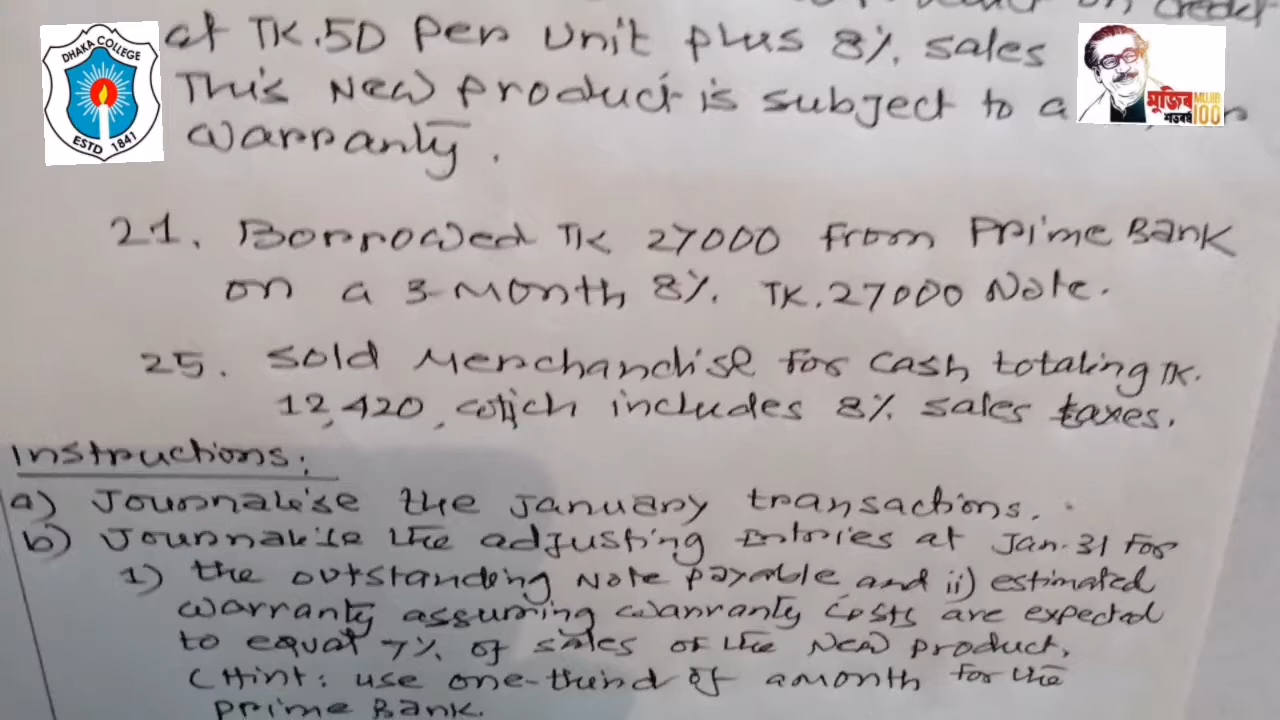 DHAKA COLLEGE
ESTD 1841
on credit
at TK.50 Per unit plus 8% sales
মুজিব শতবর্ষ MUJIB 100
This New product is subject to a
Warranty.
21. Borrowed TK 27000 from Prime Bank
on a 3-Month 8% TK.27000 Note.
25. Sold Merchandise for cash totaling TK.
12,420, which includes 8% sales taxes.
Instructions:
a) Journalise the January transactions.
b) Journalise the adjusting Entries at Jan.31 for
1) the outstanding Note payable and ii) estimated
warranty assuming warranty costs are expected
to equal 7% of sales of the New product.
(Hint: use one-third of a month for the
Prime Bank.